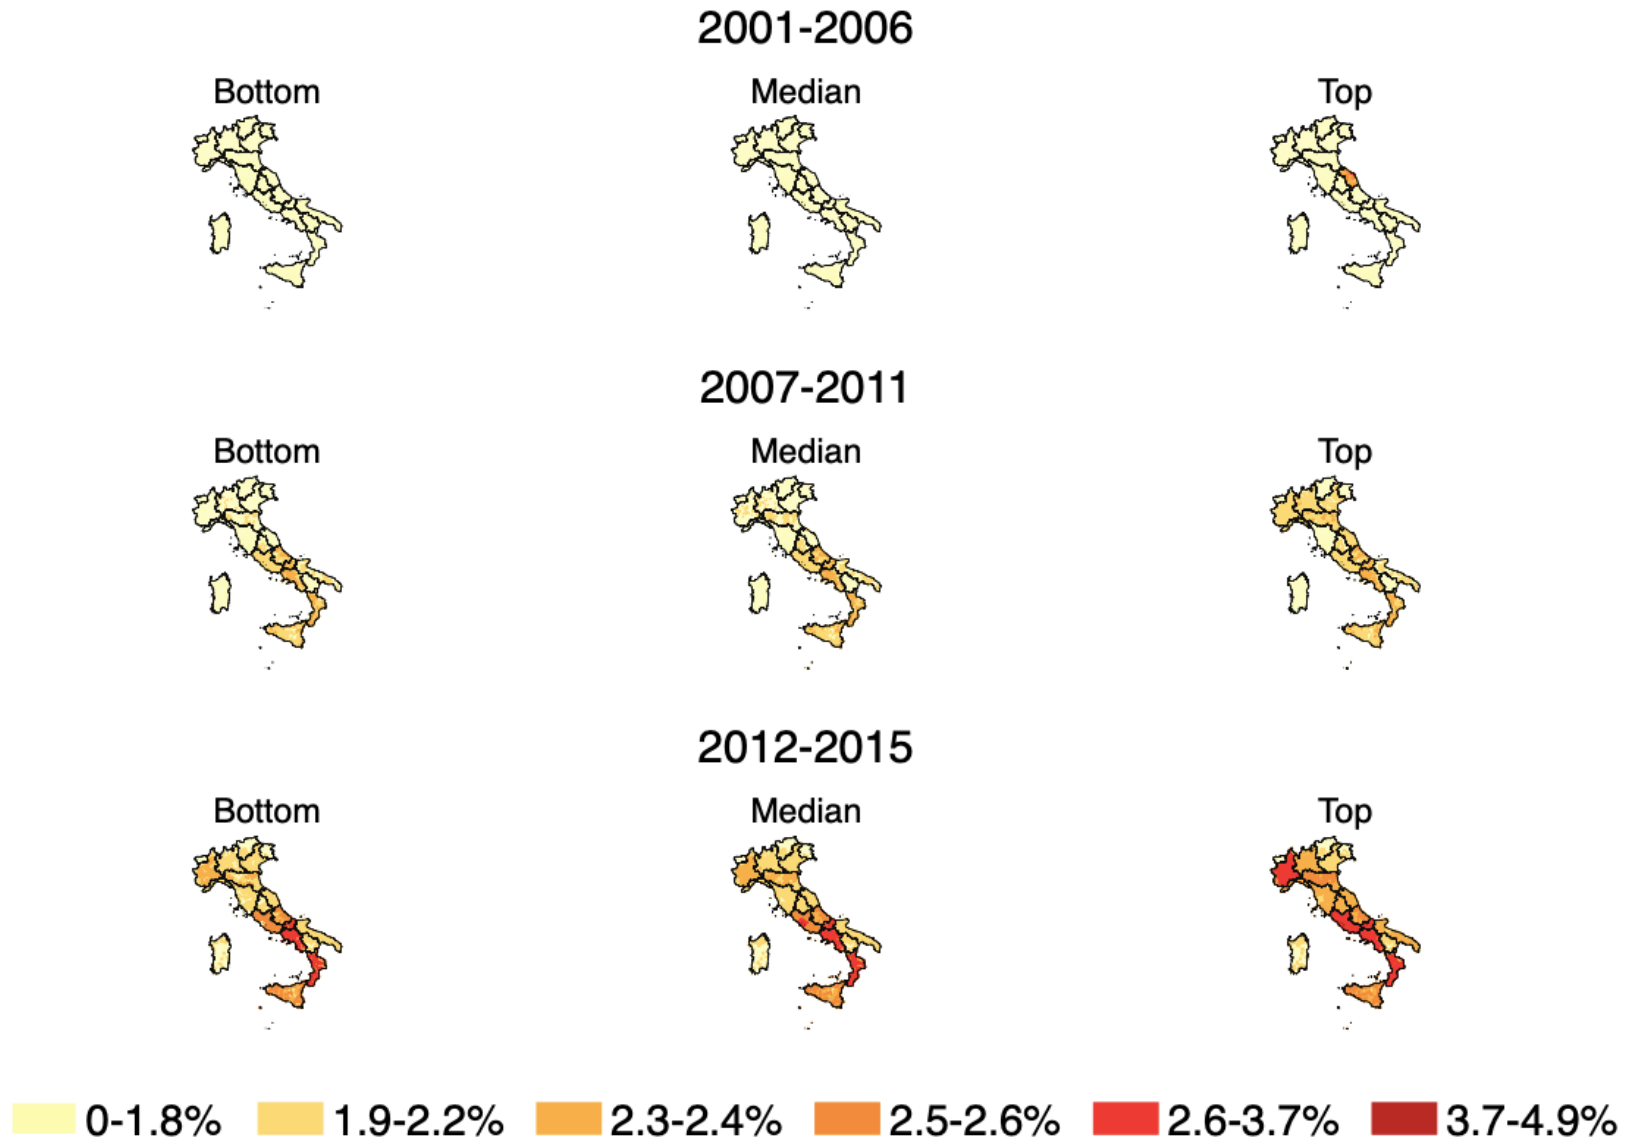 2001-2006
Bottom Median Top
2007-2011
Bottom Median Top
2012-2015
Bottom Median Top
0-1.8% 1.9-2.2% 2.3-2.4% 2.5-2.6% 2.6-3.7% 3.7-4.9%